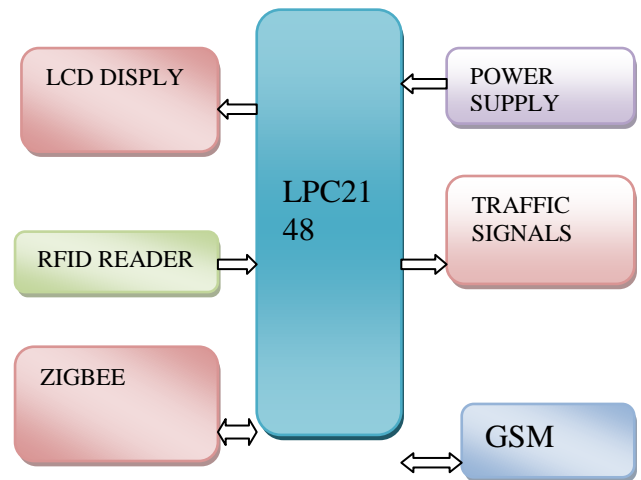 LCD DISPLY
POWER
SUPPLY
LPC21
48
TRAFFIC
SIGNALS
RFID READER
ZIGBEE
GSM